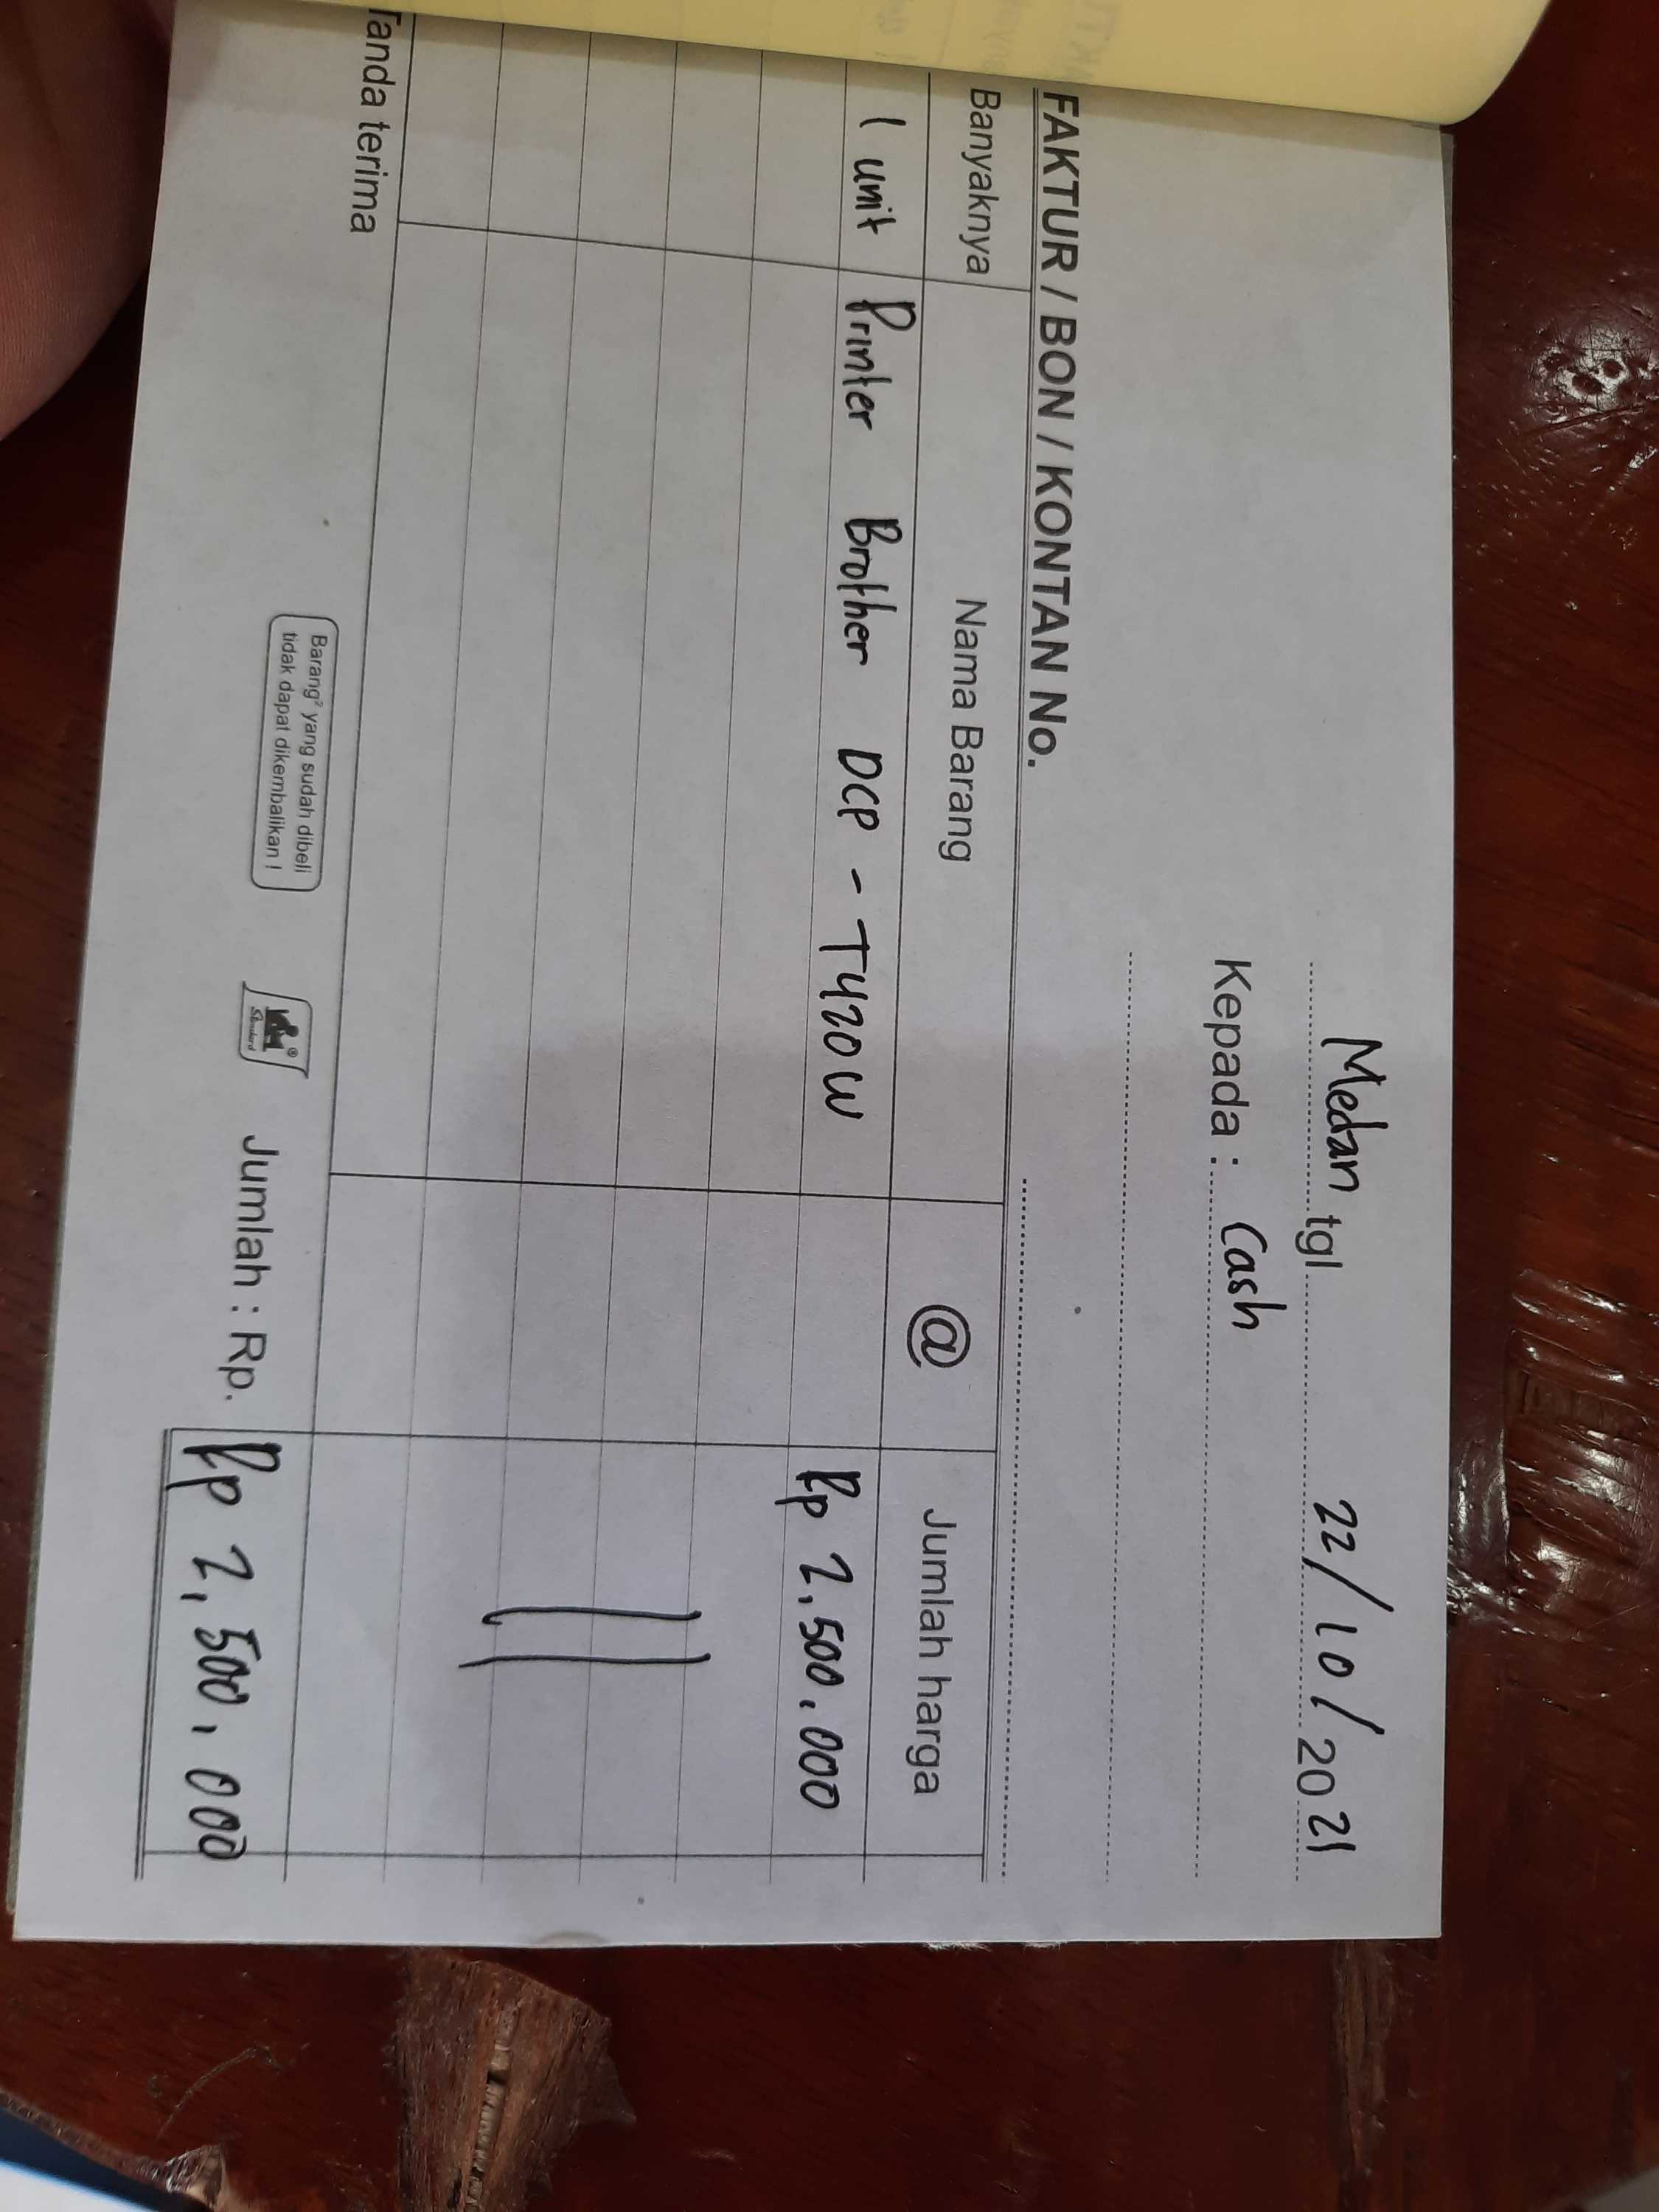 Medan tgl 22/10/2021
Kepada : Cash
FAKTUR / BON / KONTAN No.
Banyaknya Nama Barang @ Jumlah harga
1 unit Printer Brother DCP - T420W Rp 2.500.000
Tanda terima
Barang² yang sudah dibeli
tidak dapat dikembalikan !
Standard
Jumlah : Rp. Rp 2,500,000